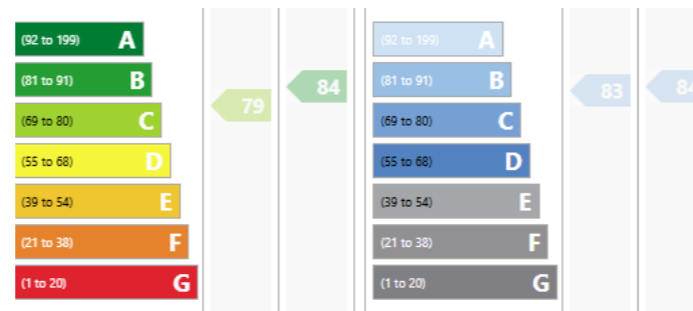 (92 to 199) A
(81 to 91) B
(69 to 80) C
(55 to 68) D
(39 to 54) E
(21 to 38) F
(1 to 20) G
79
84
(92 to 199) A
(81 to 91) B
(69 to 80) C
(55 to 68) D
(39 to 54) E
(21 to 38) F
(1 to 20) G
83
84